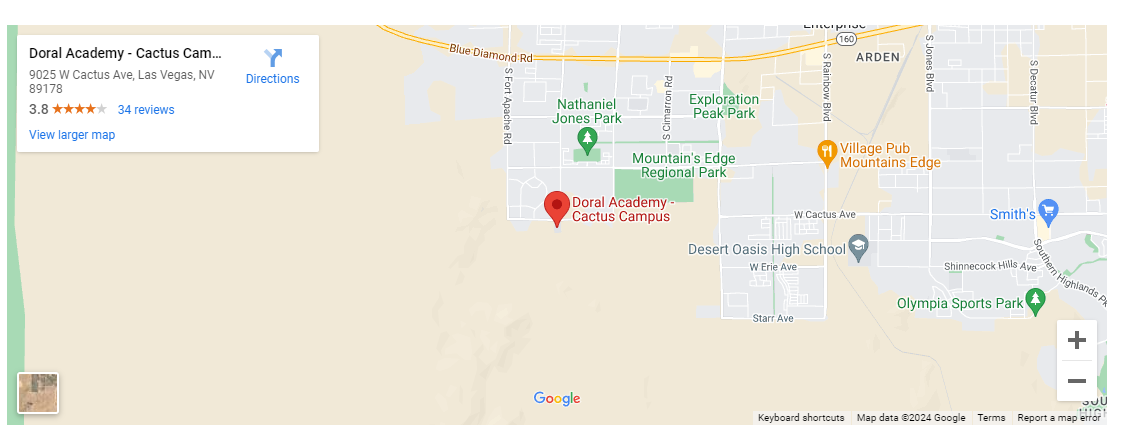 Doral Academy - Cactus Cam...
9025 W Cactus Ave, Las Vegas, NV
89178
Directions
3.8
34 reviews
View larger map
Enterprise
160
Blue Diamond Rd
ARDEN
S Fort Apache Rd
S Cimarron Rd
S Rainbow Blvd
S Jones Blvd
S Decatur Blvd
Nathaniel
Jones Park
Exploration
Peak Park
Mountain's Edge
Regional Park
Village Pub
Mountains Edge
Doral Academy -
Cactus Campus
W Cactus Ave
Smith's
Desert Oasis High School
W Erie Ave
Shinnecock Hills Ave
Southern Highlands Pk
Olympia Sports Park
Starr Ave
Google
Keyboard shortcuts
Map data ©2024 Google
Terms
Report a map error